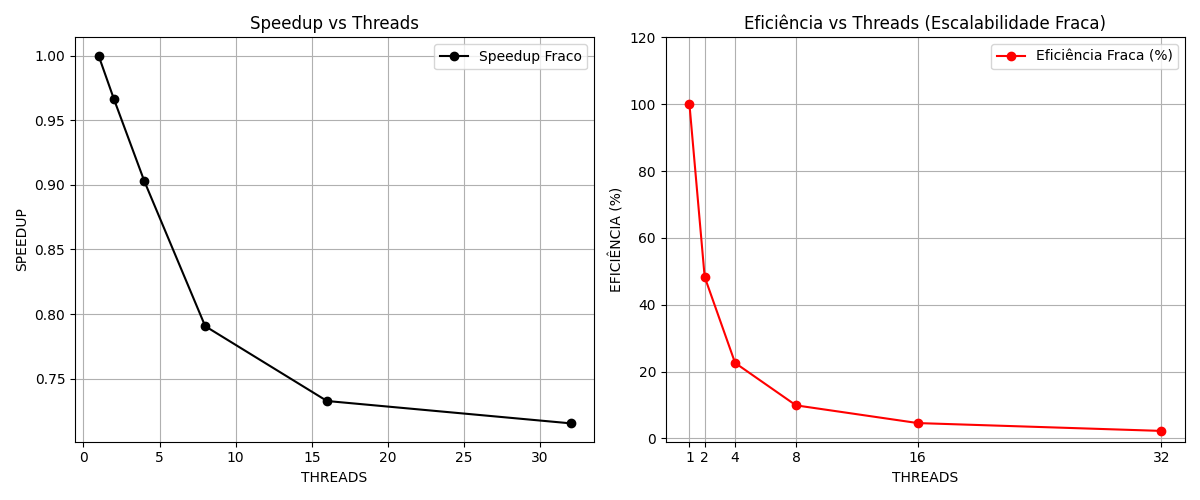 Speedup vs Threads
Speedup Fraco
1.00
0.95
0.90
0.85
0.80
0.75
SPEEDUP
0 5 10 15 20 25 30
THREADS
Eficiência vs Threads (Escalabilidade Fraca)
Eficiência Fraca (%)
120
100
80
60
40
20
0
EFICIÊNCIA (%)
1 2 4 8 16 32
THREADS